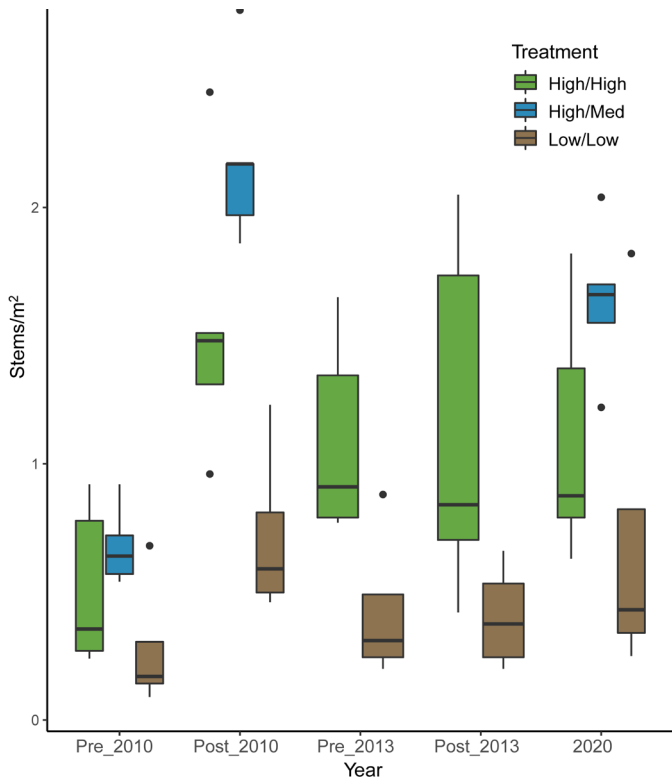 Treatment
High/High
High/Med
Low/Low
2
1
0
Stems/m²
Pre_2010 Post_2010 Pre_2013 Post_2013 2020
Year